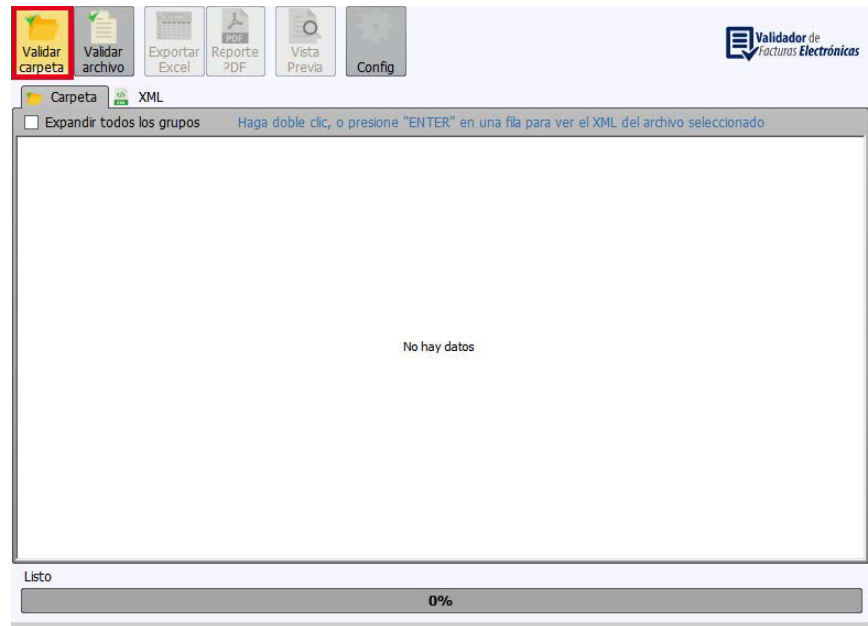 Validar
carpeta
Validar
archivo
Exportar
Excel
PDF
Reporte
PDF
Vista
Previa
Config
Validador de
Facturas Electrónicas
Carpeta
XML
Expandir todos los grupos
Haga doble clic, o presione "ENTER" en una fila para ver el XML del archivo seleccionado
No hay datos
Listo
0%